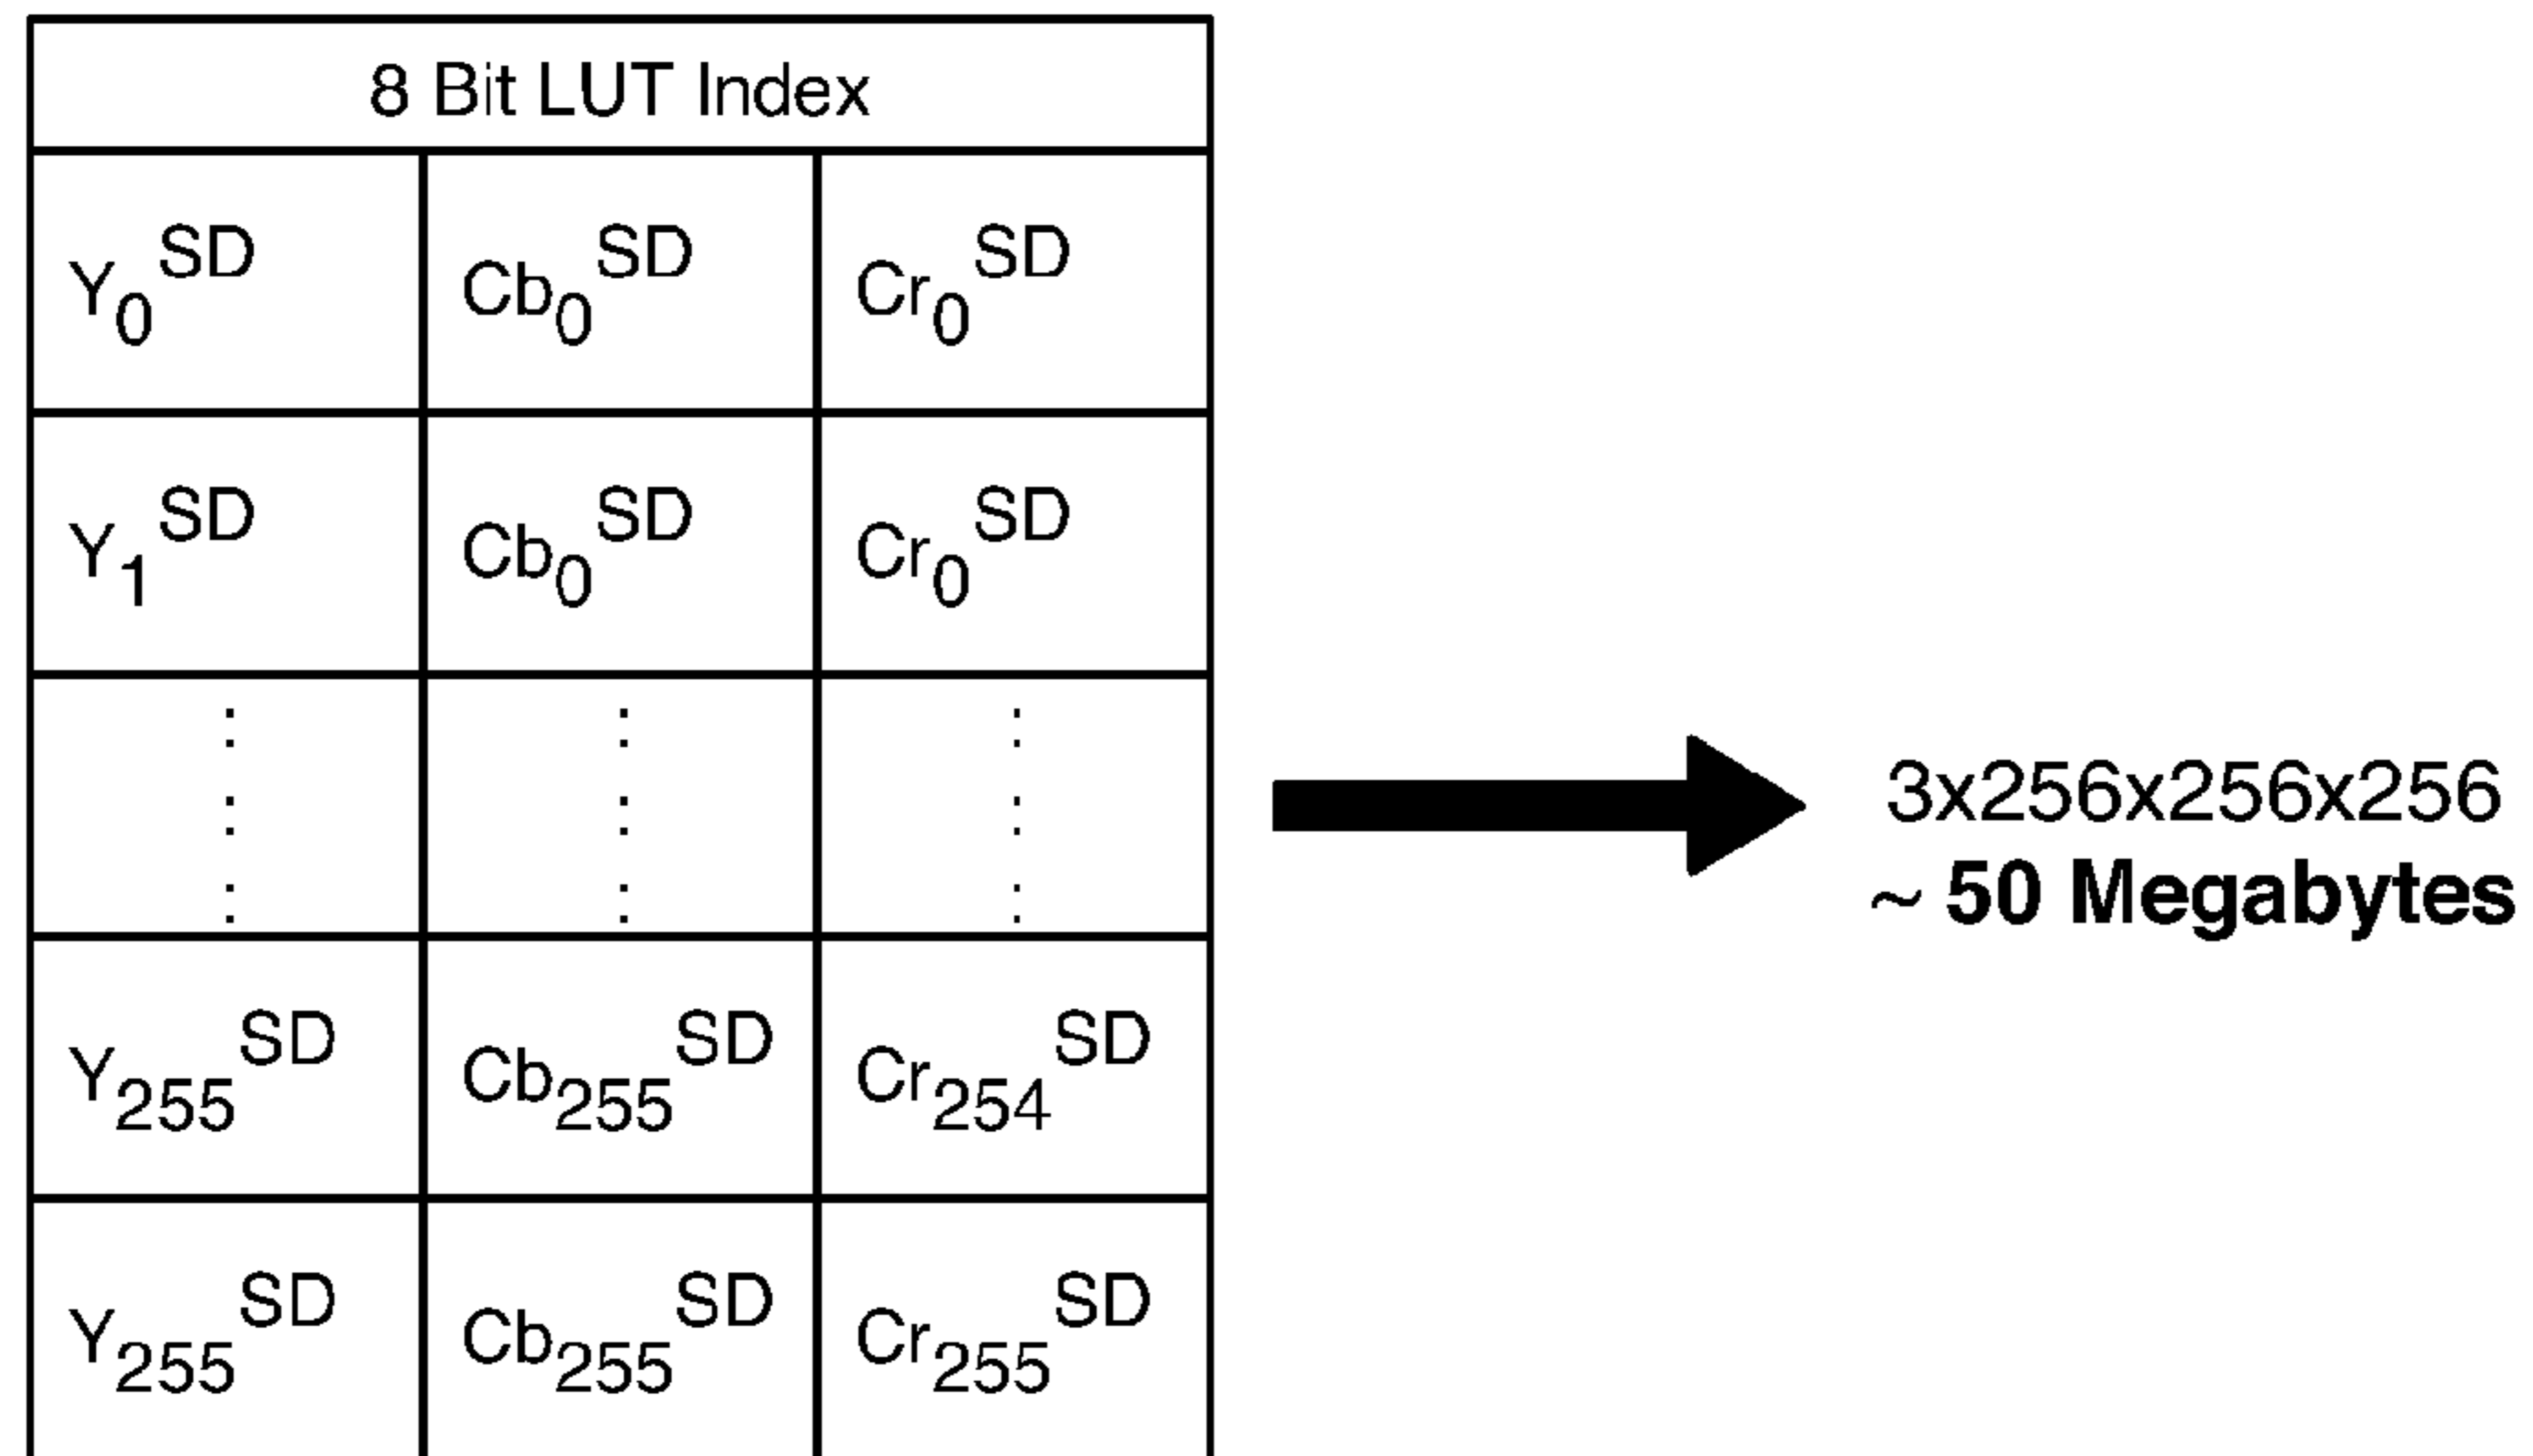 8 Bit LUT Index
Y₀ˢᴰ Cb₀ˢᴰ Cr₀ˢᴰ
Y₁ˢᴰ Cb₀ˢᴰ Cr₀ˢᴰ
Y₂₅₅ˢᴰ Cb₂₅₅ˢᴰ Cr₂₅₄ˢᴰ
Y₂₅₅ˢᴰ Cb₂₅₅ˢᴰ Cr₂₅₅ˢᴰ
3x256x256x256
~ 50 Megabytes